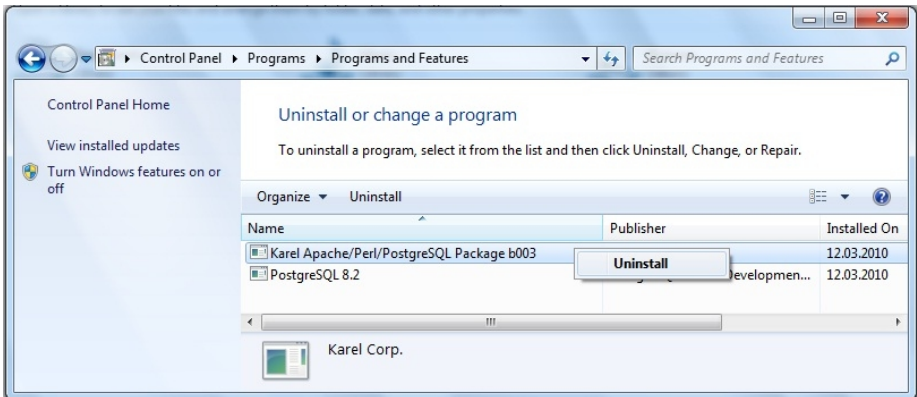 Control Panel ▸ Programs ▸ Programs and Features
Search Programs and Features
Control Panel Home
View installed updates
Turn Windows features on or
off
Uninstall or change a program
To uninstall a program, select it from the list and then click Uninstall, Change, or Repair.
Organize Uninstall
Name Publisher Installed On
Karel Apache/Perl/PostgreSQL Package b003 12.03.2010
Uninstall
PostgreSQL 8.2 Developmen... 12.03.2010
Karel Corp.